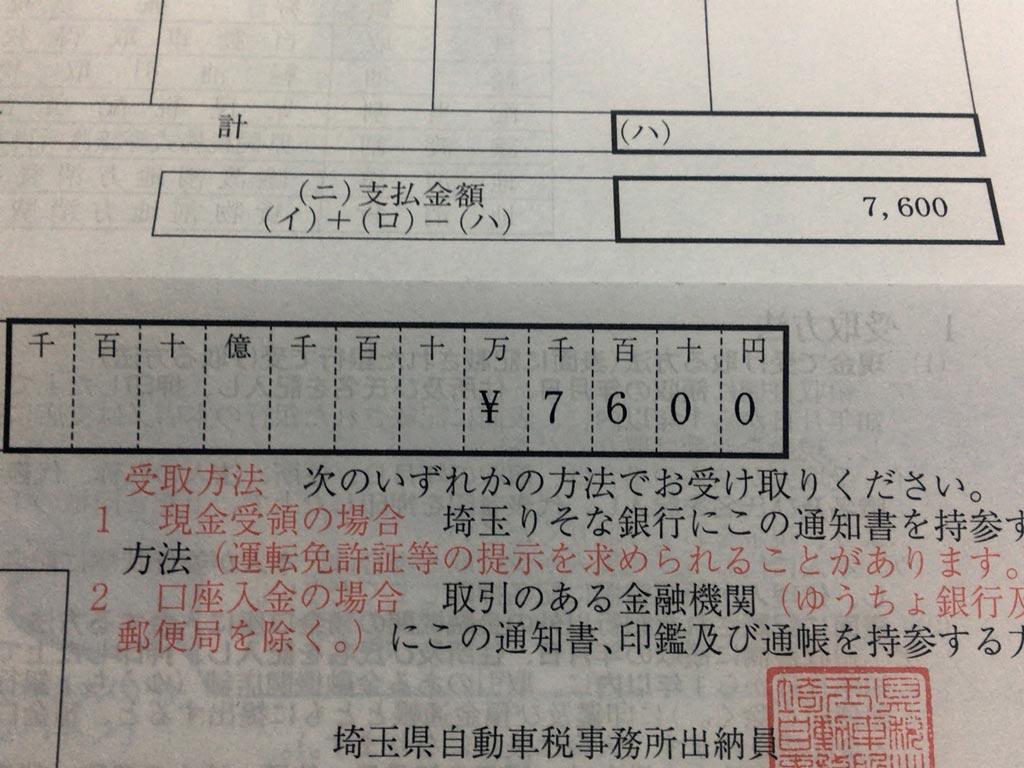 計
(ハ)
(ニ)支払金額
(イ)+(ロ)-(ハ)
7,600
千 百 十 億 千 百 十 万 千 百 十 円
¥ 7 6 0 0
受取方法 次のいずれかの方法でお受け取りください。
1 現金受領の場合 埼玉りそな銀行にこの通知書を持参す
方法(運転免許証等の提示を求められることがあります。
2 口座入金の場合 取引のある金融機関(ゆうちょ銀行及
郵便局を除く。)にこの通知書、印鑑及び通帳を持参する方
埼玉県自動車税事務所出納員